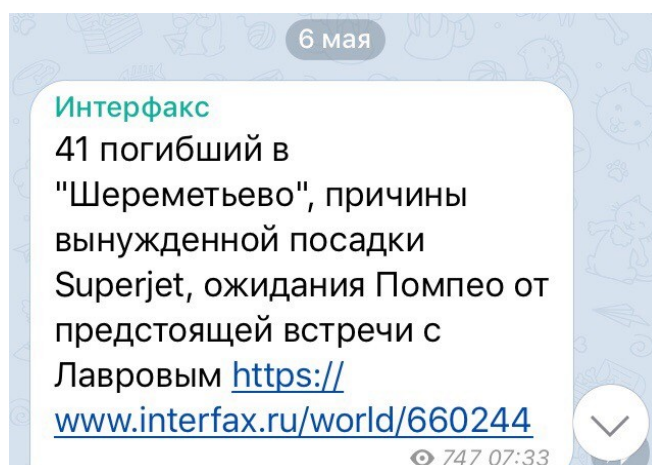 6 мая
Интерфакс
41 погибший в
"Шереметьево", причины
вынужденной посадки
Superjet, ожидания Помпео от
предстоящей встречи с
Лавровым https://
www.interfax.ru/world/660244
747 07:33